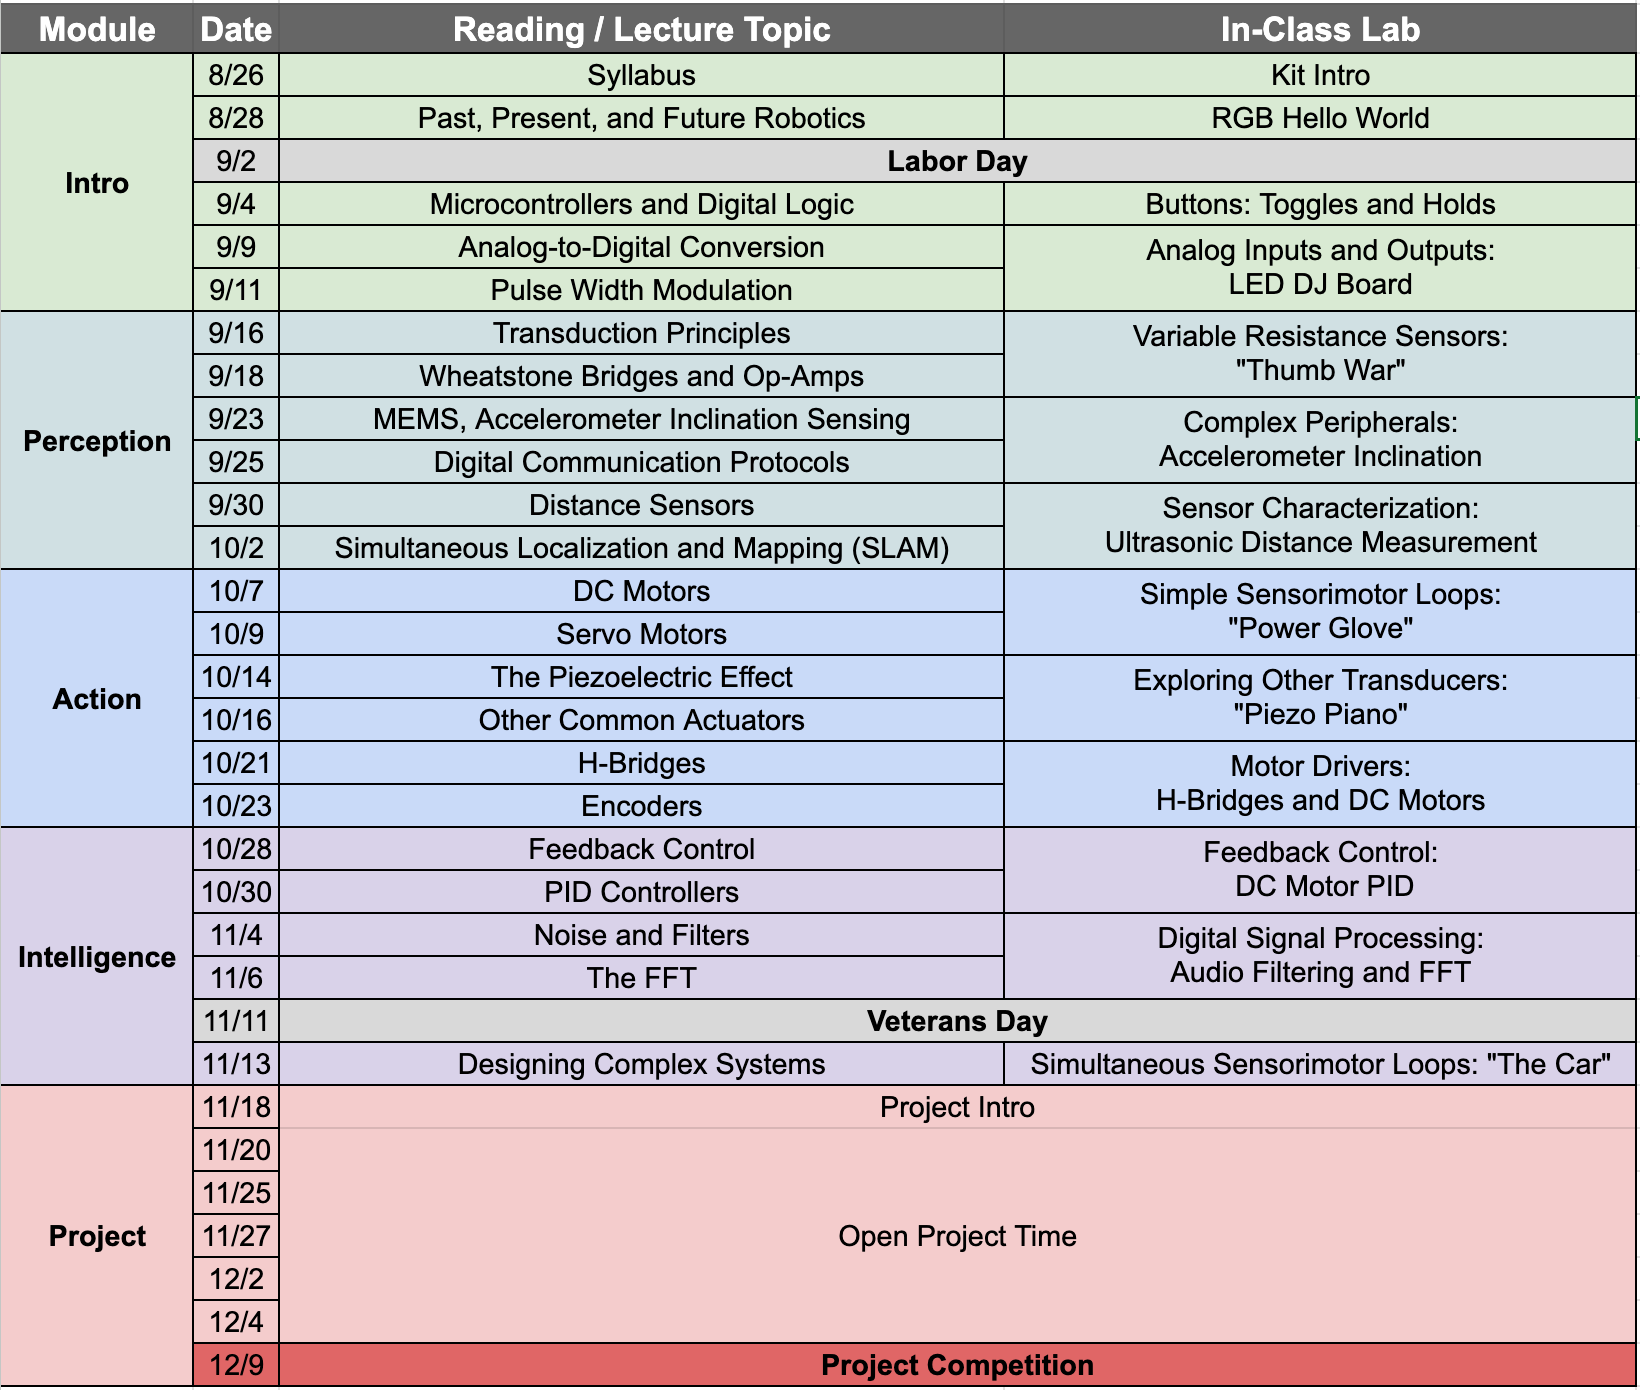 Module Date Reading / Lecture Topic In-Class Lab
Intro
8/26 Syllabus Kit Intro
8/28 Past, Present, and Future Robotics RGB Hello World
9/2 Labor Day
9/4 Microcontrollers and Digital Logic Buttons: Toggles and Holds
9/9 Analog-to-Digital Conversion
9/11 Pulse Width Modulation
Analog Inputs and Outputs:
LED DJ Board
Perception
9/16 Transduction Principles
9/18 Wheatstone Bridges and Op-Amps
Variable Resistance Sensors:
"Thumb War"
9/23 MEMS, Accelerometer Inclination Sensing
9/25 Digital Communication Protocols
Complex Peripherals:
Accelerometer Inclination
9/30 Distance Sensors
10/2 Simultaneous Localization and Mapping (SLAM)
Sensor Characterization:
Ultrasonic Distance Measurement
Action
10/7 DC Motors
10/9 Servo Motors
Simple Sensorimotor Loops:
"Power Glove"
10/14 The Piezoelectric Effect
10/16 Other Common Actuators
Exploring Other Transducers:
"Piezo Piano"
10/21 H-Bridges
10/23 Encoders
Motor Drivers:
H-Bridges and DC Motors
Intelligence
10/28 Feedback Control
10/30 PID Controllers
Feedback Control:
DC Motor PID
11/4 Noise and Filters
11/6 The FFT
Digital Signal Processing:
Audio Filtering and FFT
11/11 Veterans Day
11/13 Designing Complex Systems Simultaneous Sensorimotor Loops: "The Car"
Project
11/18 Project Intro
11/20
11/25
11/27 Open Project Time
12/2
12/4
12/9 Project Competition